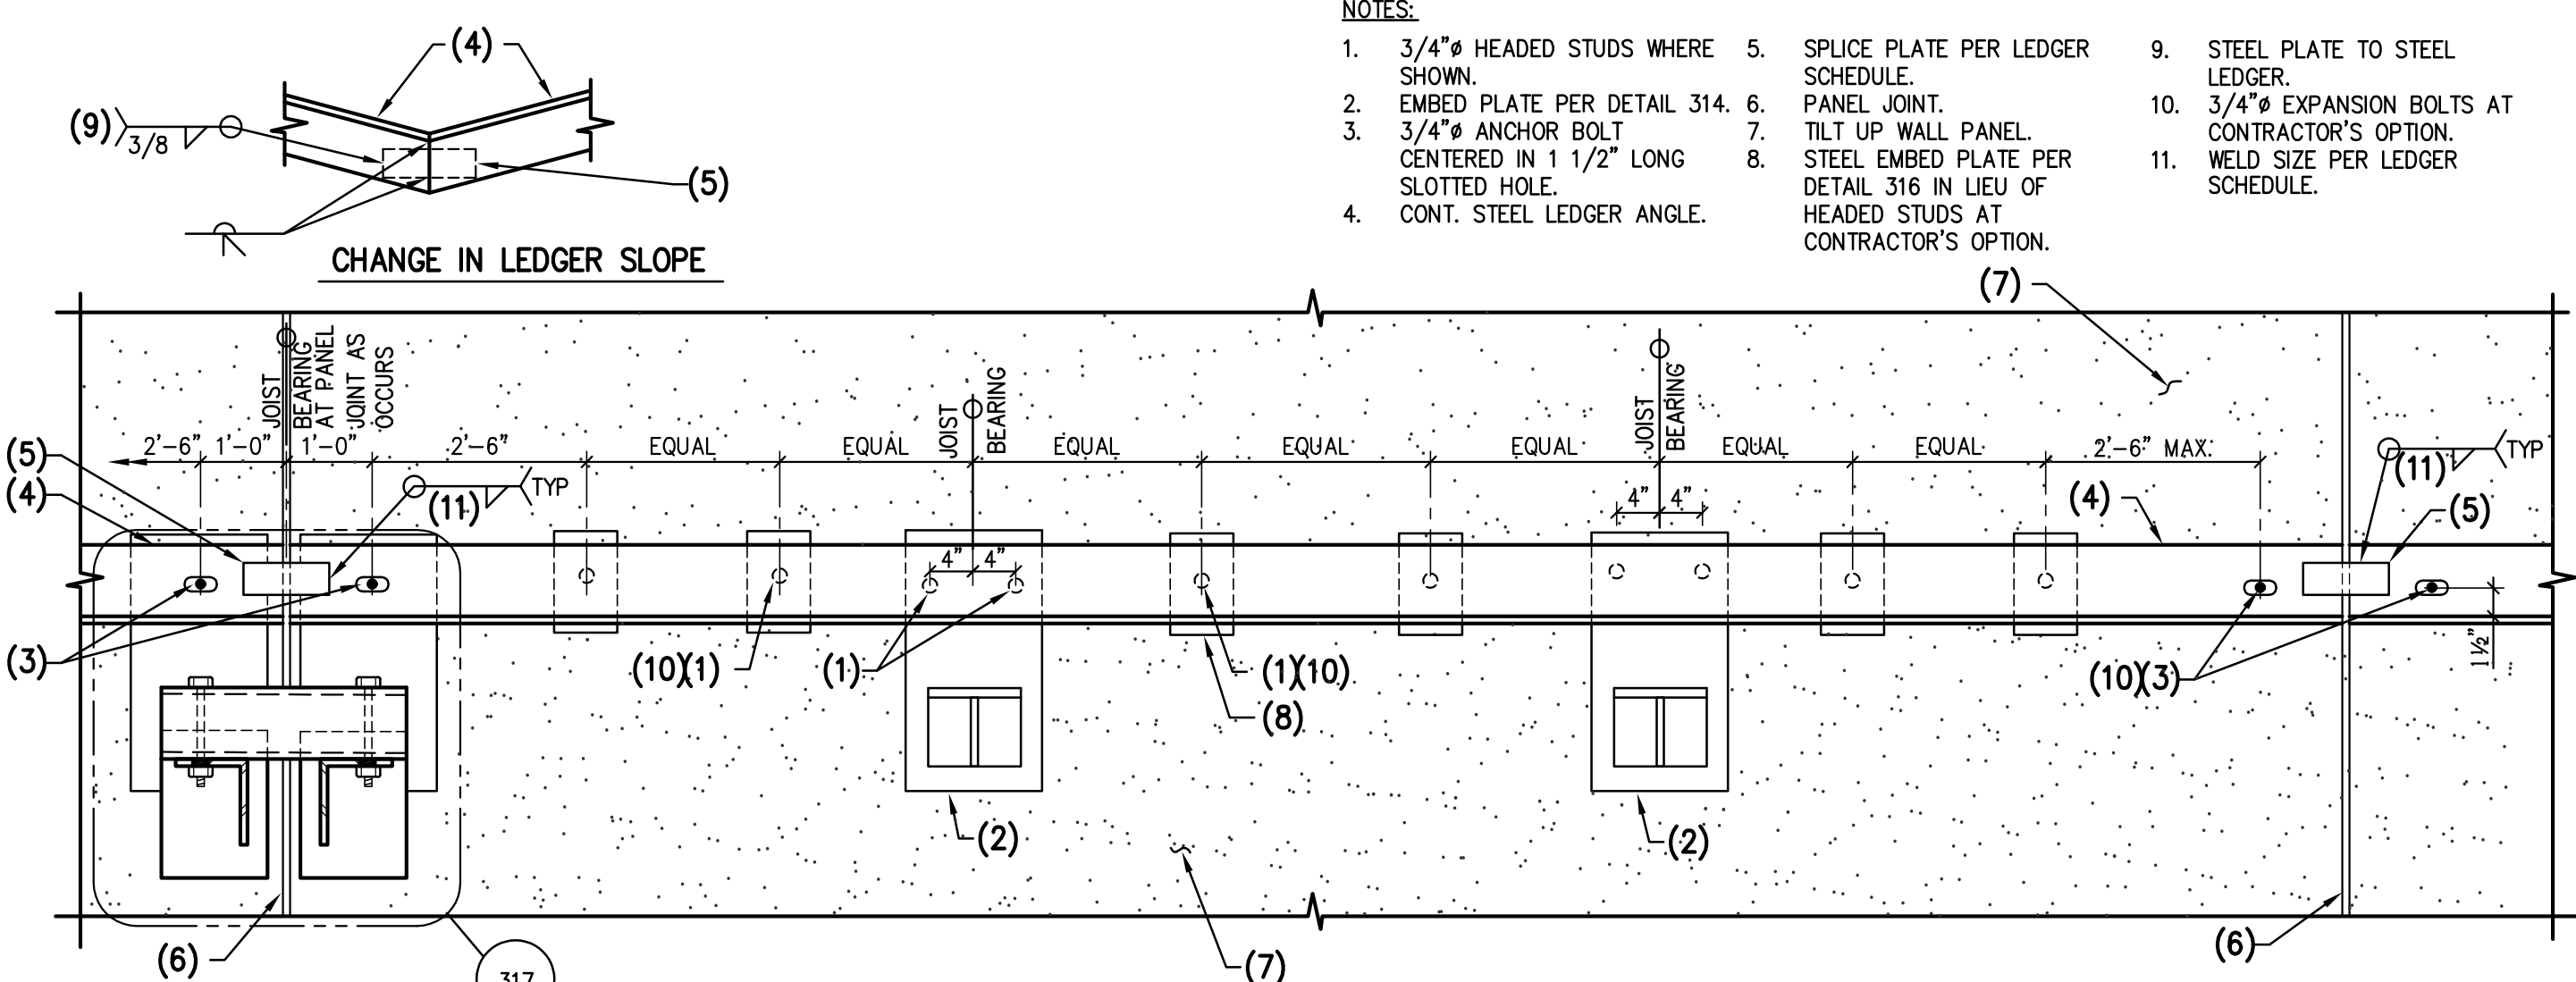 NOTES:
1. 3/4"ø HEADED STUDS WHERE
SHOWN.
2. EMBED PLATE PER DETAIL 314.
3. 3/4"ø ANCHOR BOLT
CENTERED IN 1 1/2" LONG
SLOTTED HOLE.
4. CONT. STEEL LEDGER ANGLE.
5. SPLICE PLATE PER LEDGER
SCHEDULE.
6. PANEL JOINT.
7. TILT UP WALL PANEL.
8. STEEL EMBED PLATE PER
DETAIL 316 IN LIEU OF
HEADED STUDS AT
CONTRACTOR'S OPTION.
9. STEEL PLATE TO STEEL
LEDGER.
10. 3/4"ø EXPANSION BOLTS AT
CONTRACTOR'S OPTION.
11. WELD SIZE PER LEDGER
SCHEDULE.
(4)
(9)
3/8
(5)
CHANGE IN LEDGER SLOPE
(7)
JOIST
BEARING
AT PANEL
JOINT AS
OCCURS
JOIST
BEARING
JOIST
BEARING
2'-6" 1'-0" 1'-0" 2'-6" EQUAL EQUAL EQUAL EQUAL EQUAL EQUAL EQUAL 2'-6" MAX.
(5)
(4)
(11) TYP
4" 4"
(4)
(11) TYP
(5)
4" 4"
(3)
(10)(1)
(1)
(1)(10)
(8)
(10)(3)
1 1/2"
(2)
(2)
(6)
317
(7)
(6)